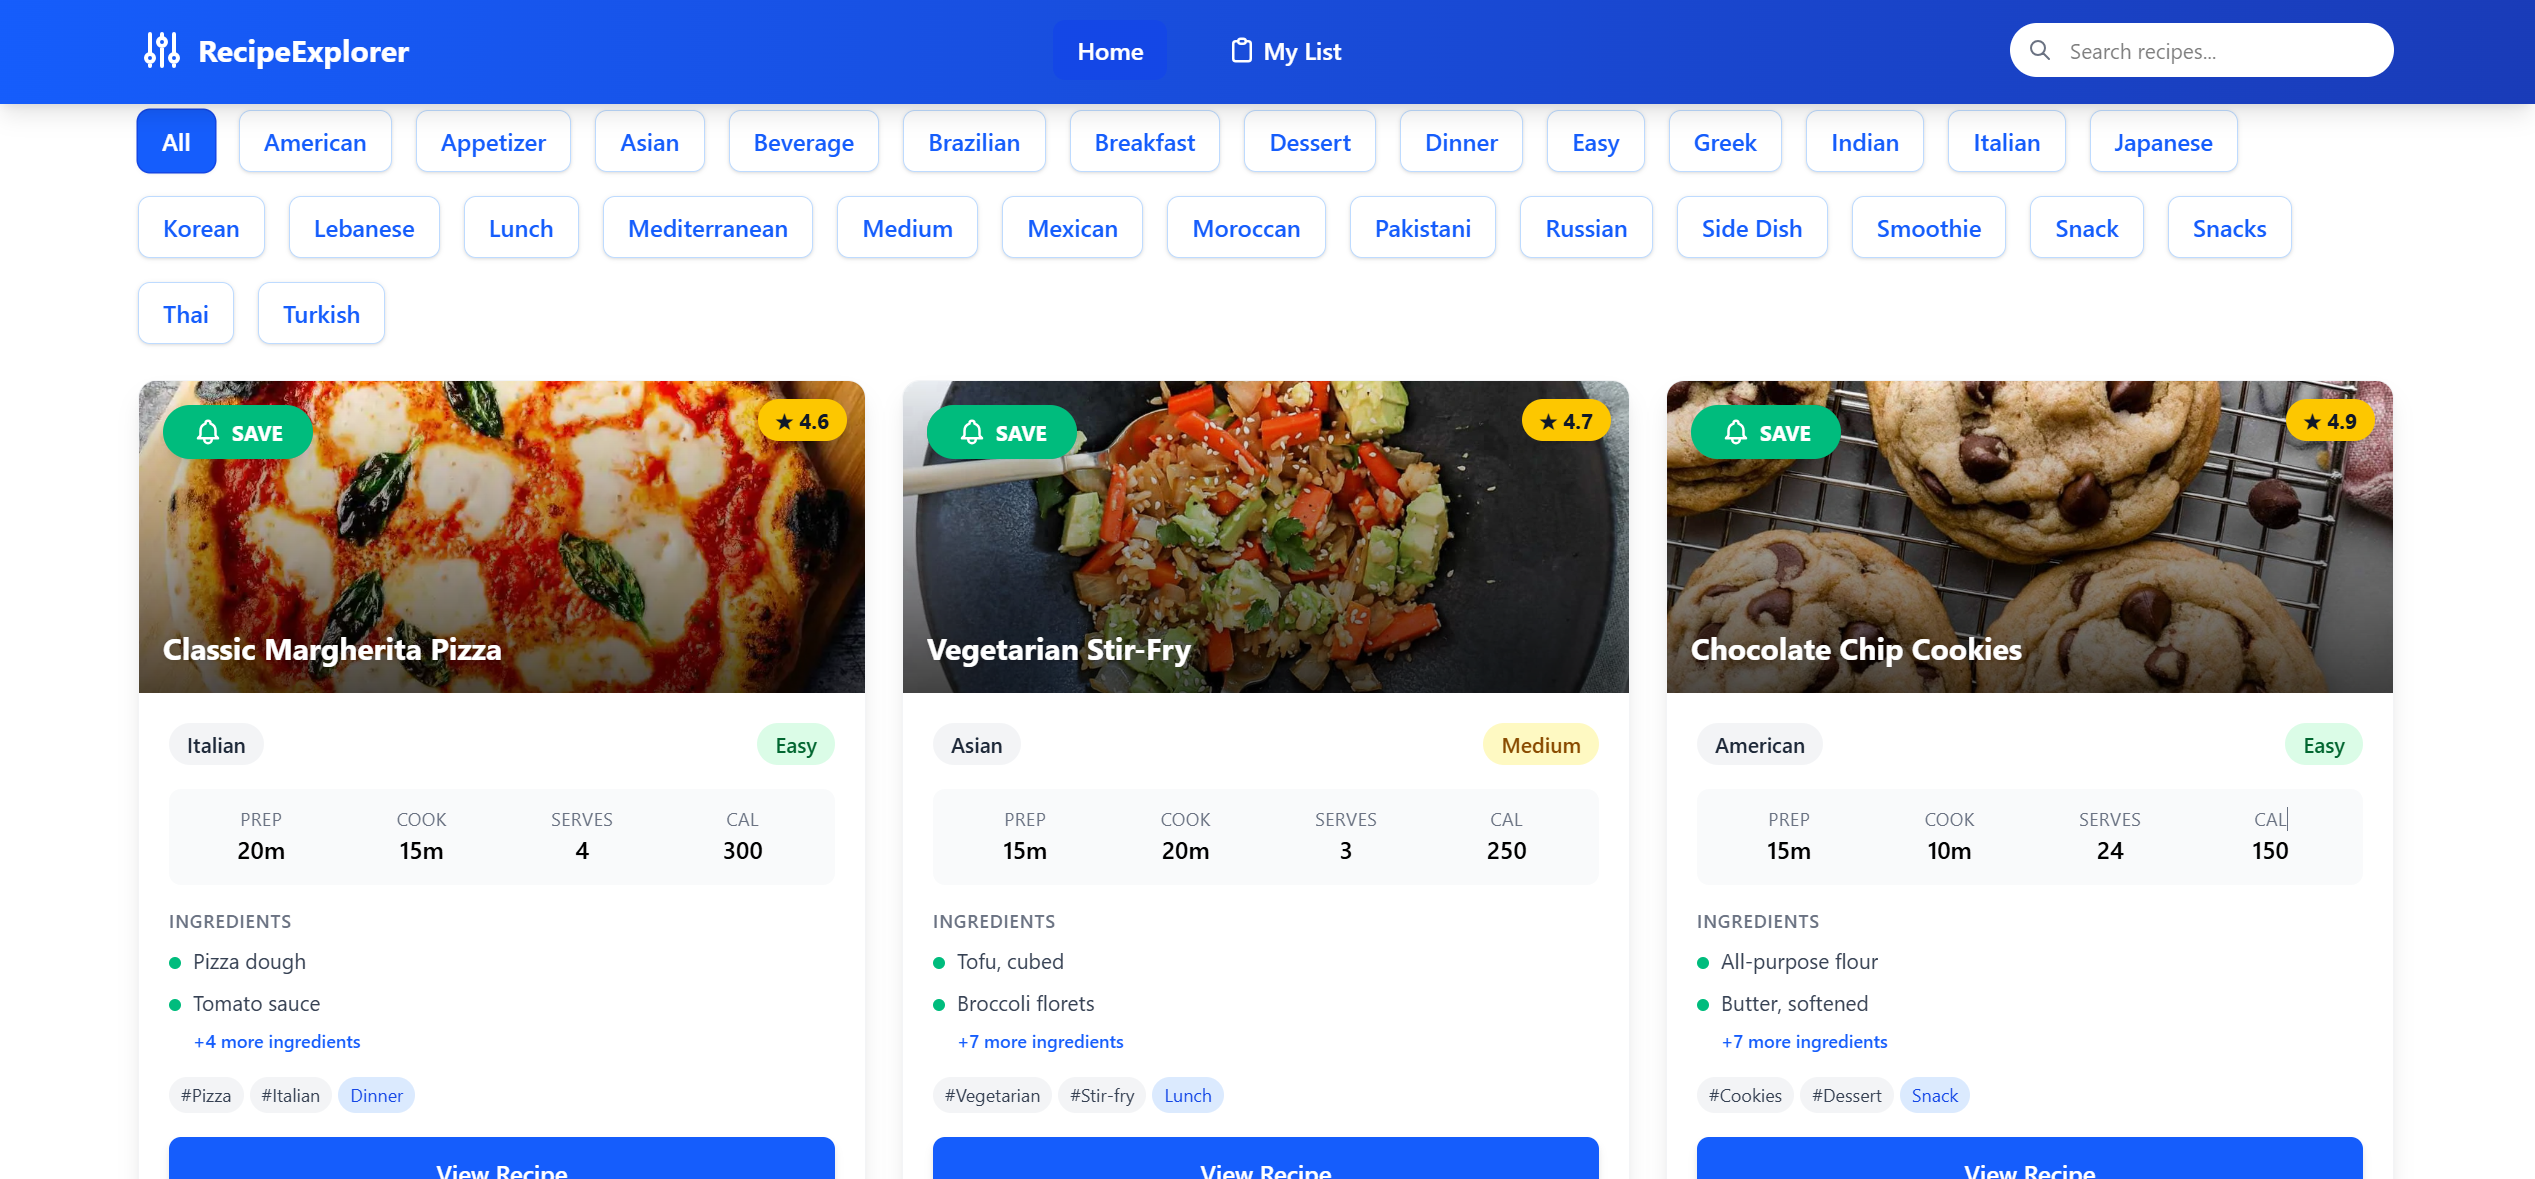 RecipeExplorer
Home
My List
Search recipes...
All American Appetizer Asian Beverage Brazilian Breakfast Dessert Dinner Easy Greek Indian Italian Japanese
Korean Lebanese Lunch Mediterranean Medium Mexican Moroccan Pakistani Russian Side Dish Smoothie Snack Snacks
Thai Turkish
SAVE
★ 4.6
Classic Margherita Pizza
Italian Easy
PREP COOK SERVES CAL
20m 15m 4 300
INGREDIENTS
Pizza dough
Tomato sauce
+4 more ingredients
#Pizza #Italian Dinner
View Recipe
SAVE
★ 4.7
Vegetarian Stir-Fry
Asian Medium
PREP COOK SERVES CAL
15m 20m 3 250
INGREDIENTS
Tofu, cubed
Broccoli florets
+7 more ingredients
#Vegetarian #Stir-fry Lunch
View Recipe
SAVE
★ 4.9
Chocolate Chip Cookies
American Easy
PREP COOK SERVES CAL
15m 10m 24 150
INGREDIENTS
All-purpose flour
Butter, softened
+7 more ingredients
#Cookies #Dessert Snack
View Recipe